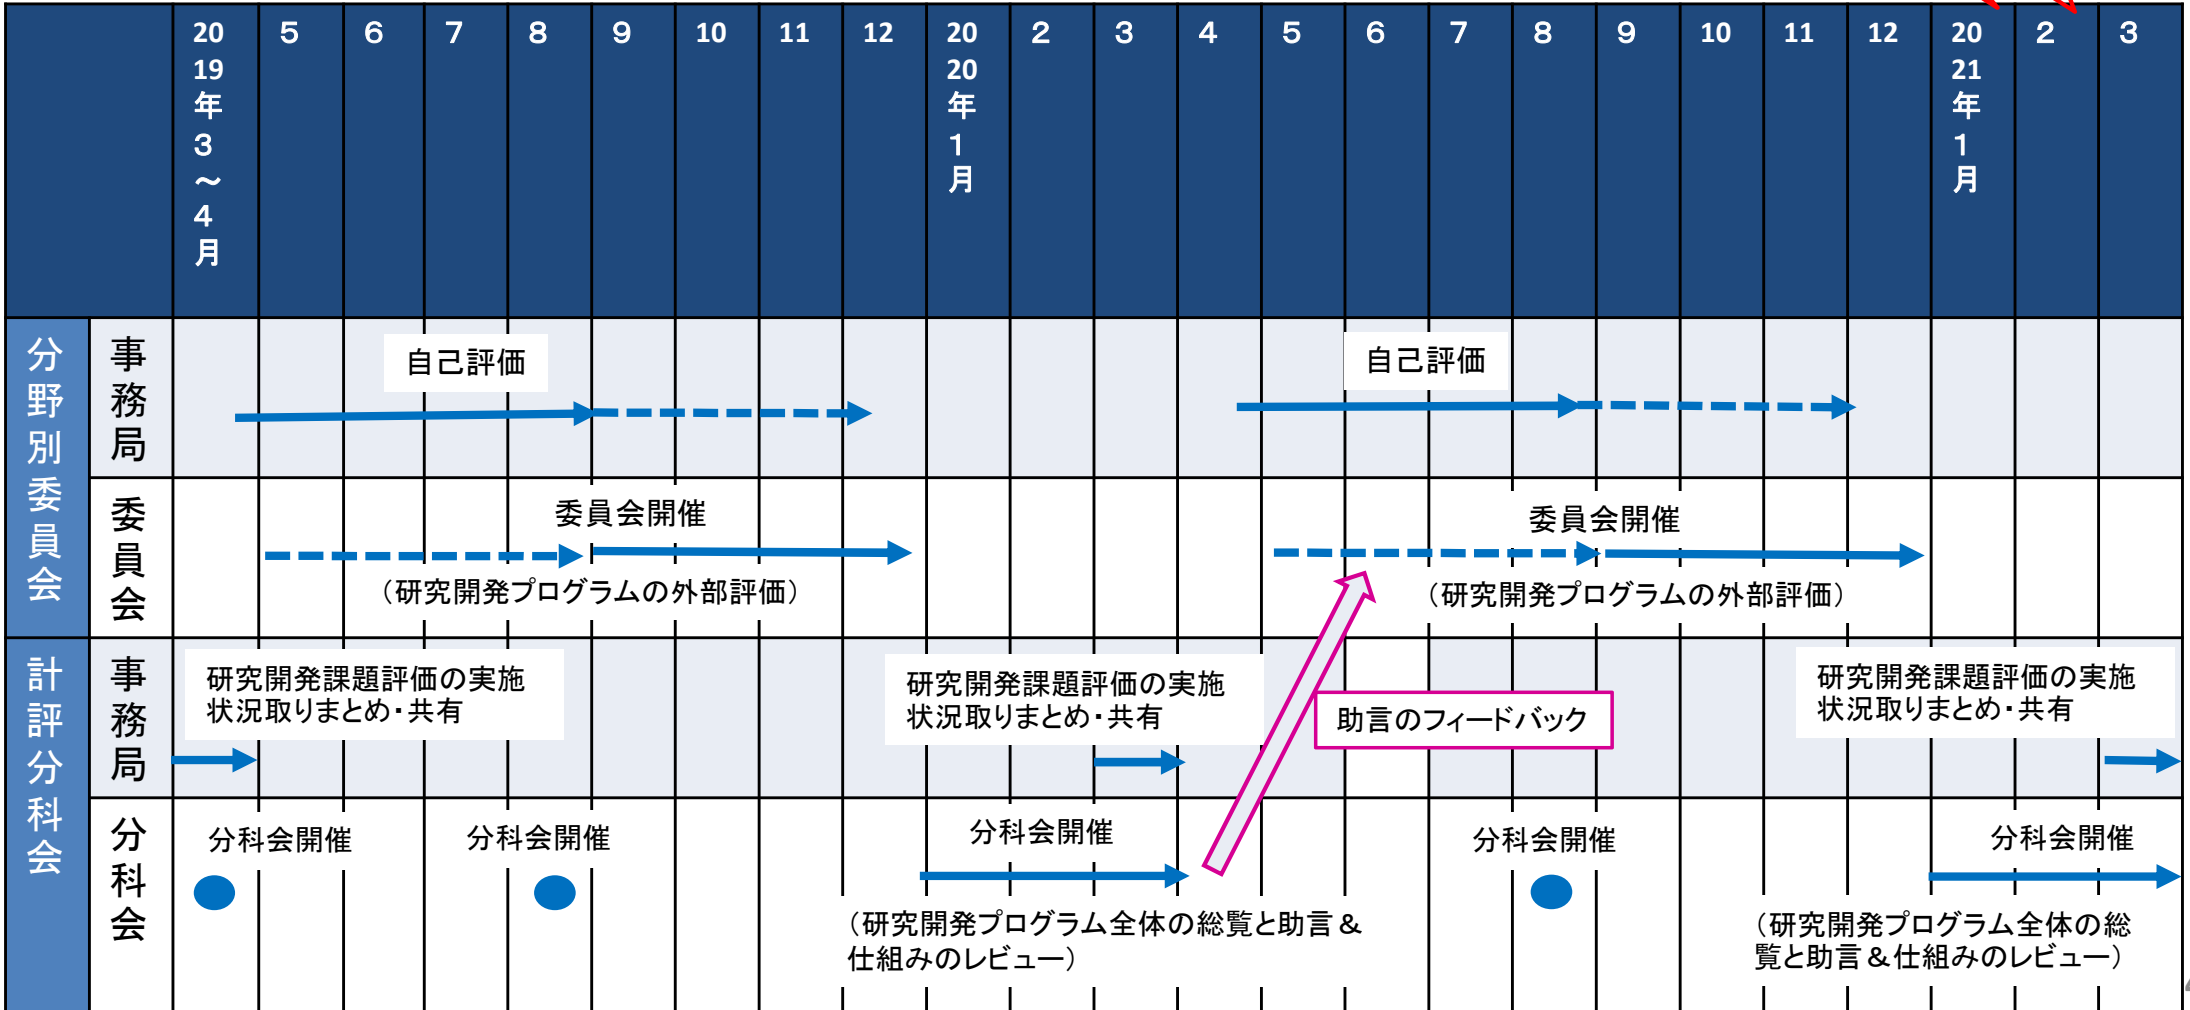 20
19
年
3
～
4
月
5
6
7
8
9
10
11
12
20
20
年
1
月
2
3
4
5
6
7
8
9
10
11
12
20
21
年
1
月
2
3
分野別委員会
事務局
自己評価
自己評価
委員会
委員会開催
（研究開発プログラムの外部評価）
委員会開催
（研究開発プログラムの外部評価）
計評分科会
事務局
研究開発課題評価の実施
状況取りまとめ・共有
研究開発課題評価の実施
状況取りまとめ・共有
助言のフィードバック
研究開発課題評価の実施
状況取りまとめ・共有
分科会
分科会開催
分科会開催
分科会開催
（研究開発プログラム全体の総覧と助言＆
仕組みのレビュー）
分科会開催
分科会開催
（研究開発プログラム全体の総
覧と助言＆仕組みのレビュー）